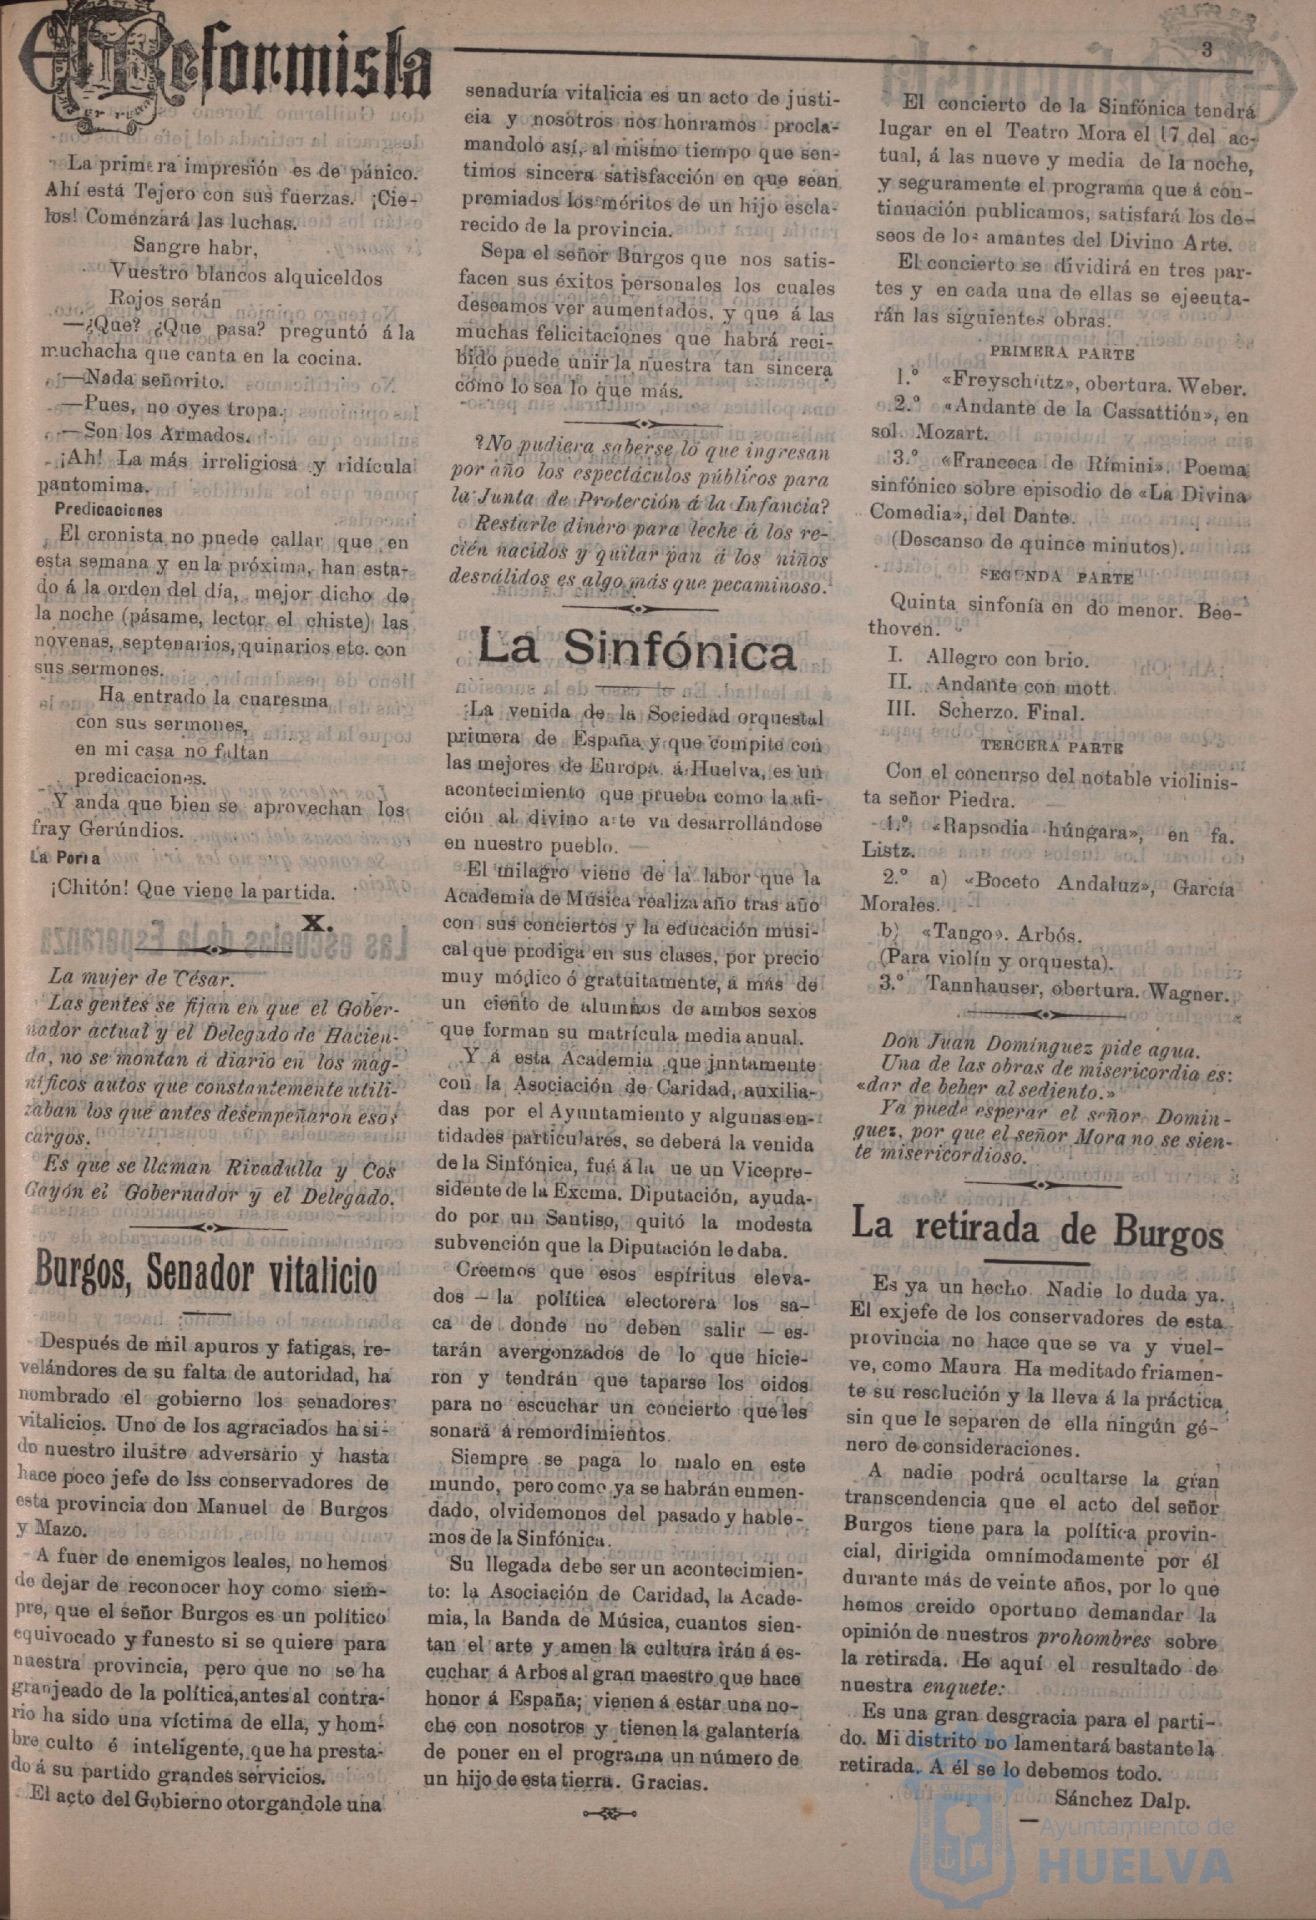 El Reformista
3
La primera impresión es de pánico.
Ahí está Tejero con sus fuerzas. ¡Cie-
los! Comenzará las luchas.
Sangre habr,
Vuestro blancos alquiceldos
Rojos serán
—¿Que? ¿Que pasa? preguntó á la
muchacha que canta en la cocina.
—Nada señorito.
—Pues, no oyes tropa.
—Son los Armados.
¡Ah! La más irreligiosa y ridícula
pantomima.
Predicaciones
El cronista no puede callar que en
esta semana y en la próxima, han esta-
do á la orden del día, mejor dicho de
la noche (pásame, lector el chiste) las
novenas, septenarios, quinarios etc. con
sus sermones.
Ha entrado la cuaresma
con sus sermones,
en mi casa no faltan
predicaciones.
Y anda que bien se aprovechan los
fray Gerúndios.
La Porra
¡Chitón! Que viene la partida.
X.
La mujer de César.
Las gentes se fijan en que el Gober-
nador actual y el Delegado de Hacien-
da, no se montan á diario en los mag-
níficos autos que constantemente utili-
zaban los que antes desempeñaron esos
cargos.
Es que se llaman Rivadulla y Cos
Gayón el Gobernador y el Delegado.
Burgos, Senador vitalicio
Después de mil apuros y fatigas, re-
velándores de su falta de autoridad, ha
nombrado el gobierno los senadores
vitalicios. Uno de los agraciados ha si-
do nuestro ilustre adversario y hasta
hace poco jefe de lss conservadores de
esta provincia don Manuel de Burgos
y Mazo.
A fuer de enemigos leales, no hemos
de dejar de reconocer hoy como siem-
pre, que el señor Burgos es un político
equivocado y funesto si se quiere para
nuestra provincia, pero que no se ha
granjeado de la política, antes al contra-
rio ha sido una víctima de ella, y hom-
bre culto é inteligente, que ha presta-
do á su partido grandes servicios.
El acto del Gobierno otorgandole una
senaduría vitalicia es un acto de justi-
cia y nosotros nos honramos procla-
mandolo así, al mismo tiempo que sen-
timos sincera satisfacción en que sean
premiados los méritos de un hijo escla-
recido de la provincia.
Sepa el señor Burgos que nos satis-
facen sus éxitos personales los cuales
deseamos ver aumentados, y que á las
muchas felicitaciones que habrá reci-
bido puede unir la nuestra tan sincera
como lo sea lo que más.
?No pudiera saberse lo que ingresan
por año los espectáculos públicos para
la Junta de Protección á la Infancia?
Restarle dinero para leche á los re-
cién nacidos y quitar pan á los niños
desválidos es algo más que pecaminoso.
La Sinfónica
La venida de la Sociedad orquestal
primera de España y que compite con
las mejores de Europa á Huelva, es un
acontecimiento que prueba como la afi-
ción al divino arte va desarrollándose
en nuestro pueblo.
El milagro viene de la labor que la
Academia de Música realiza año tras año
con sus conciertos y la educación musi-
cal que prodiga en sus clases, por precio
muy módico ó gratuitamente, á más de
un ciento de alumnos de ambos sexos
que forman su matrícula media anual.
Y á esta Academia que juntamente
con la Asociación de Caridad, auxilia-
das por el Ayuntamiento y algunas en-
tidades particulares, se deberá la venida
de la Sinfónica, fué á la ue un Vicepre-
sidente de la Excma. Diputación, ayuda-
do por un Santiso, quitó la modesta
subvención que la Diputación le daba.
Creemos que esos espíritus eleva-
dos — la política electorera los sa-
ca de donde no deben salir — es-
tarán avergonzados de lo que hicie-
ron y tendrán que taparse los oidos
para no escuchar un concierto que les
sonará á remordimientos.
Siempre se paga lo malo en este
mundo, pero como ya se habrán enmen-
dado, olvidemonos del pasado y hable-
mos de la Sinfónica.
Su llegada debe ser un acontecimien-
to: la Asociación de Caridad, la Acade-
mia, la Banda de Música, cuantos sien-
tan el arte y amen la cultura irán á es-
cuchar á Arbos al gran maestro que hace
honor á España; vienen á estar una no-
che con nosotros y tienen la galantería
de poner en el programa un número de
un hijo de esta tierra. Gracias.
El concierto de la Sinfónica tendrá
lugar en el Teatro Mora el 17 del ac-
tual, á las nueve y media de la noche,
y seguramente el programa que á con-
tinuación publicamos, satisfará los de-
seos de los amantes del Divino Arte.
El concierto se dividirá en tres par-
tes y en cada una de ellas se ejecuta-
rán las siguientes obras.
PRIMERA PARTE
1.º «Freyschütz», obertura. Weber.
2.º «Andante de la Cassattión», en
sol. Mozart.
3.º «Franceca de Rímini». Poema
sinfónico sobre episodio de «La Divina
Comedia», del Dante.
(Descanso de quince minutos).
SEGUNDA PARTE
Quinta sinfonía en do menor. Bee-
thoven.
I. Allegro con brio.
II. Andante con mott
III. Scherzo. Final.
TERCERA PARTE
Con el concurso del notable violinis-
ta señor Piedra.
1.º «Rapsodia húngara», en fa.
Listz.
2.º a) «Boceto Andaluz», García
Morales.
b) «Tango». Arbós.
(Para violín y orquesta).
3.º Tannhauser, obertura. Wagner.
Don Juan Domínguez pide agua.
Una de las obras de misericordia es:
«dar de beber al sediento.»
Ya puede esperar el señor Domin-
guez, por que el señor Mora no se sien-
te misericordioso.
La retirada de Burgos
Es ya un hecho. Nadie lo duda ya.
El exjefe de los conservadores de esta
provincia no hace que se va y vuel-
ve, como Maura Ha meditado friamen-
te su resolución y la lleva á la práctica
sin que le separen de ella ningún gé-
nero de consideraciones.
A nadie podrá ocultarse la gran
transcendencia que el acto del señor
Burgos tiene para la política provin-
cial, dirigida omnímodamente por él
durante más de veinte años, por lo que
hemos creido oportuno demandar la
opinión de nuestros prohombres sobre
la retirada. He aquí el resultado de
nuestra enquete:
Es una gran desgracia para el parti-
do. Mi distrito no lamentará bastante la
retirada. A él se lo debemos todo.
Sánchez Dalp.
Ayuntamiento de
HUELVA